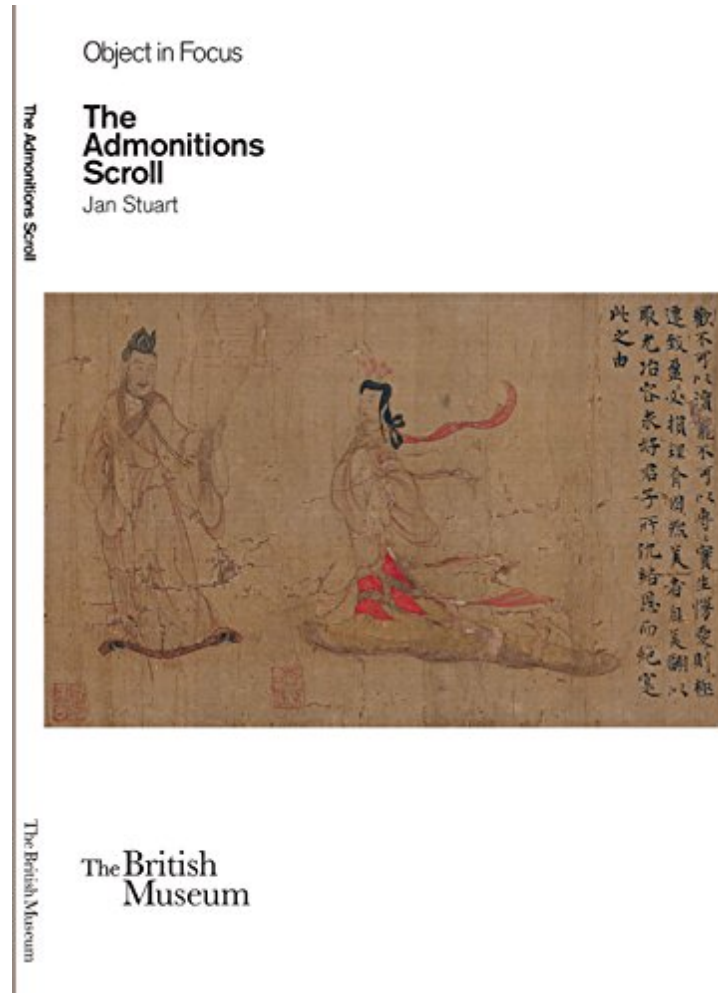 The Admonitions Scroll
The British Museum
Object in Focus
The
Admonitions
Scroll
Jan Stuart
歡不可以瀆寵不可以專〻實生慢愛則極
遷致盈必損理有固然美者自美翩以
取尤冶容求好君子所仇結恩而絕寔
此之由
The British
Museum